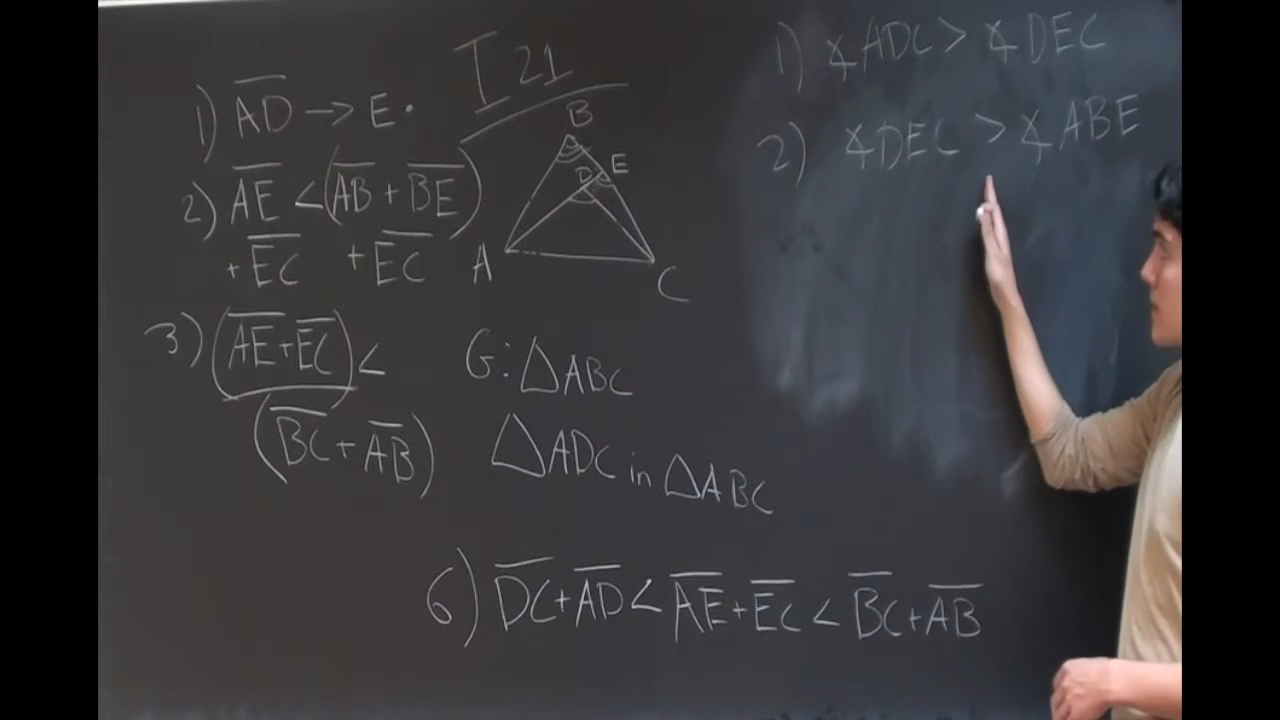 I 21
1) AD → E.
2) AE < (AB + BE)
+ EC + EC
3) (AE + EC) <
(BC + AB)
B
D E
A
C
G: △ABC
△ADC in △ABC
6) DC + AD < AE + EC < BC + AB
1) ∡ADC > ∡DEC
2) ∡DEC > ∡ABE